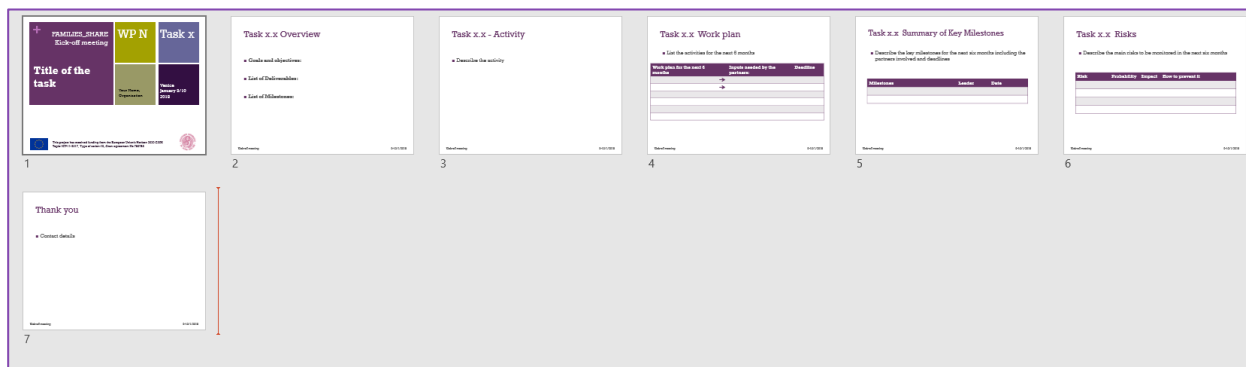 +
FAMILIES_SHARE
Kick-off meeting
WP N
Task x
Title of the
task
Your Name,
Organisation
Venice
January 9/10
2018
1
Task x.x Overview
Goals and objectives:
List of Deliverables:
List of Milestones:
2
Task x.x - Activity
Describe the activity
3
Task x.x Work plan
List the activities for the next 6 months
Work plan for the next 6 months
Inputs needed by the partners:
Deadline
4
Task x.x Summary of Key Milestones
Describe the key milestones for the next six months including the
partners involved and deadlines
Milestones
Leader
Date
5
Task x.x Risks
Describe the main risks to be monitored in the next six months
Risk
Probability
Impact
How to prevent it
6
Thank you
Contact details
7